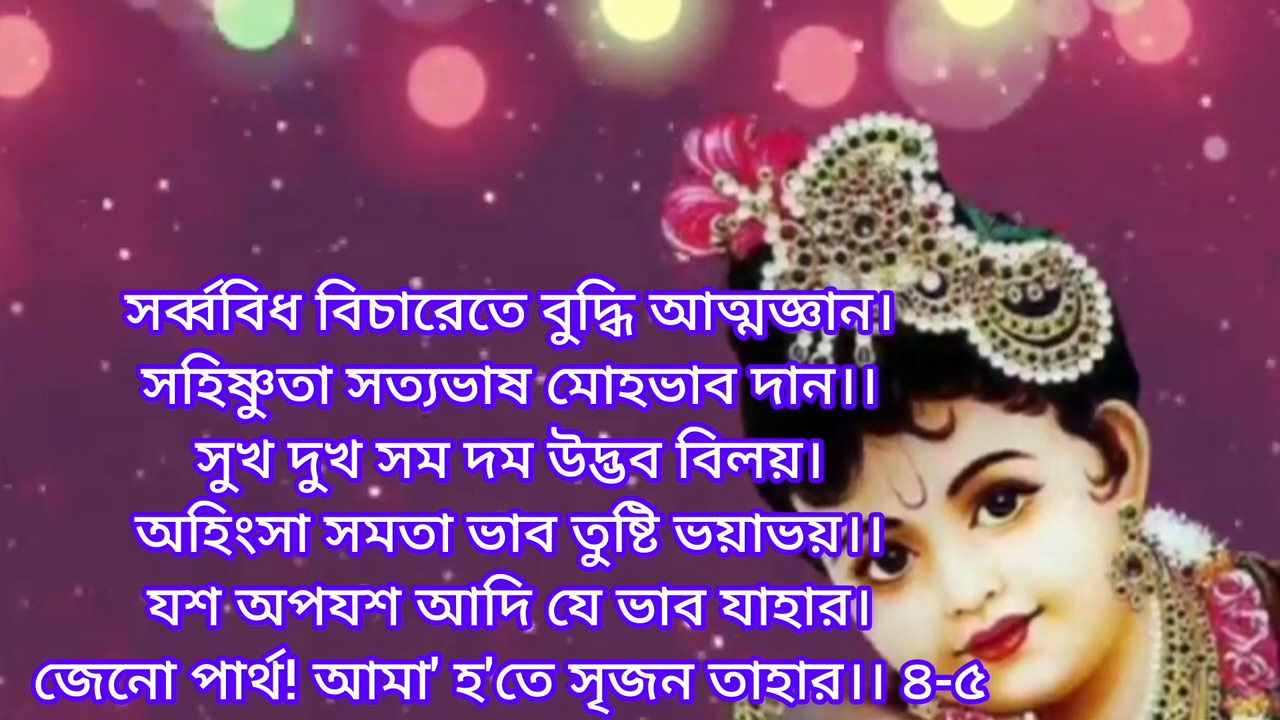 সর্ব্ববিধ বিচারেতে বুদ্ধি আত্মজ্ঞান।
সহিষ্ণুতা সত্যভাষ মোহভাব দান।।
সুখ দুখ সম দম উদ্ভব বিলয়।
অহিংসা সমতা ভাব তুষ্টি ভয়াভয়।।
যশ অপযশ আদি যে ভাব যাহার।
জেনো পার্থ! আমা’ হ’তে সৃজন তাহার।। ৪-৫